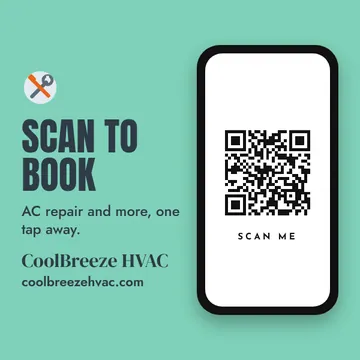 SCAN TO
BOOK
AC repair and more, one
tap away.
CoolBreeze HVAC
coolbreezehvac.com
SCAN ME